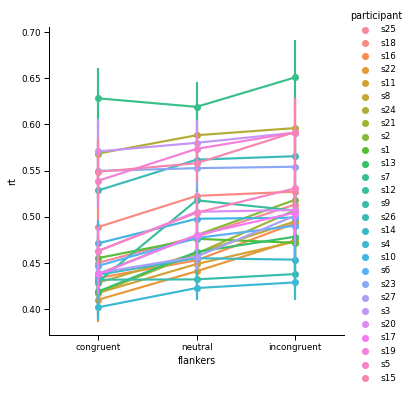 participant
0.70
0.65
0.60
0.55
0.50
0.45
0.40
rt
congruent neutral incongruent
flankers
s25
s18
s16
s22
s11
s8
s24
s21
s2
s1
s13
s7
s12
s9
s26
s14
s4
s10
s6
s23
s27
s3
s20
s17
s19
s5
s15